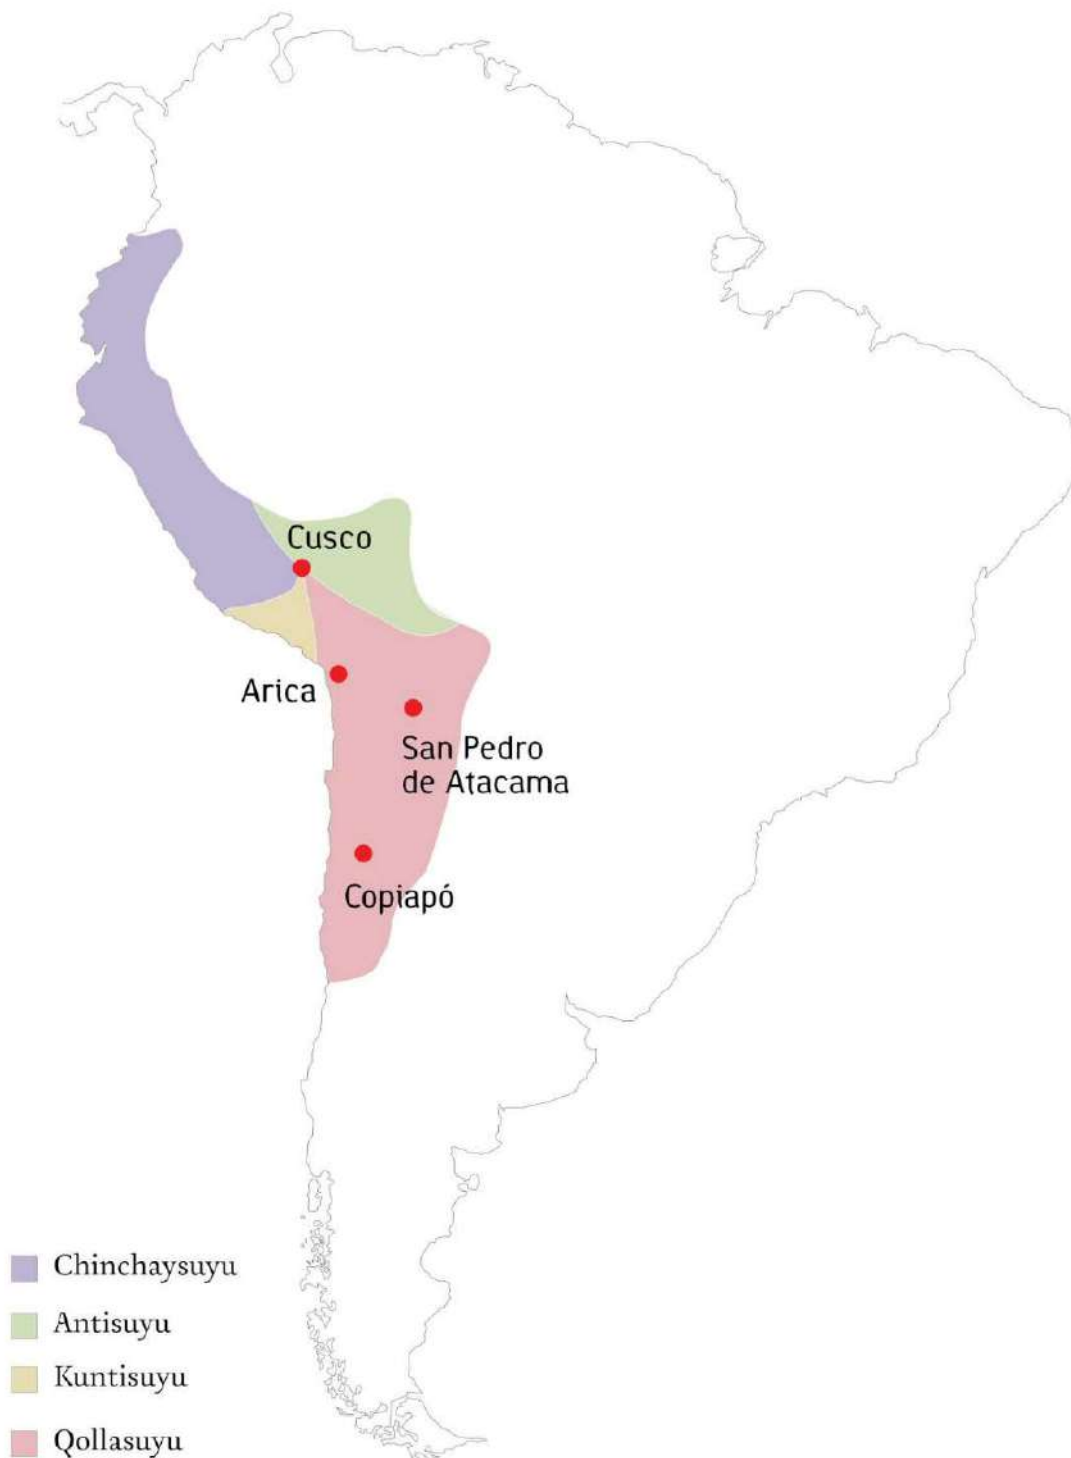 Cusco
Arica
San Pedro
de Atacama
Copiapó
Chinchaysuyu
Antisuyu
Kuntisuyu
Qollasuyu